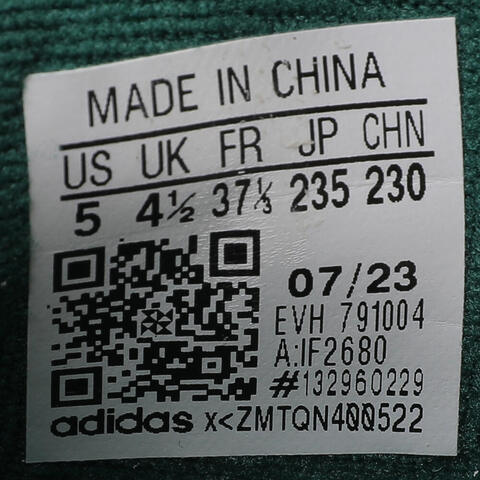 MADE IN CHINA
US UK FR JP CHN
5 4½ 37⅓ 235 230
07/23
EVH 791004
A:IF2680
#132960229
adidas x<ZMTQN400522